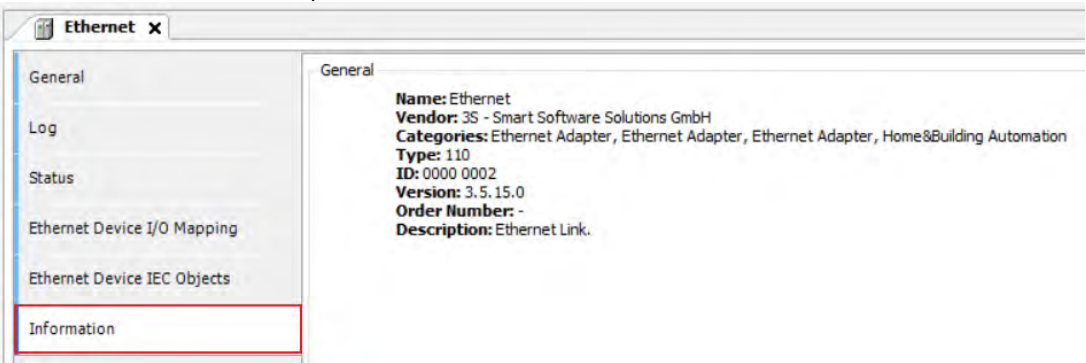 Ethernet X
General
Log
Status
Ethernet Device I/O Mapping
Ethernet Device IEC Objects
Information
General
Name: Ethernet
Vendor: 3S - Smart Software Solutions GmbH
Categories: Ethernet Adapter, Ethernet Adapter, Ethernet Adapter, Home&Building Automation
Type: 110
ID: 0000 0002
Version: 3.5.15.0
Order Number: -
Description: Ethernet Link.